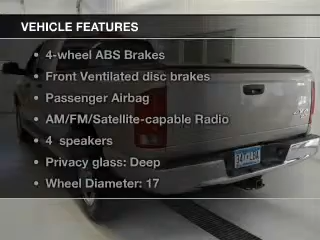 VEHICLE FEATURES
• 4-wheel ABS Brakes
• Front Ventilated disc brakes
• Passenger Airbag
• AM/FM/Satellite-capable Radio
• 4 speakers
• Privacy glass: Deep
• Wheel Diameter: 17